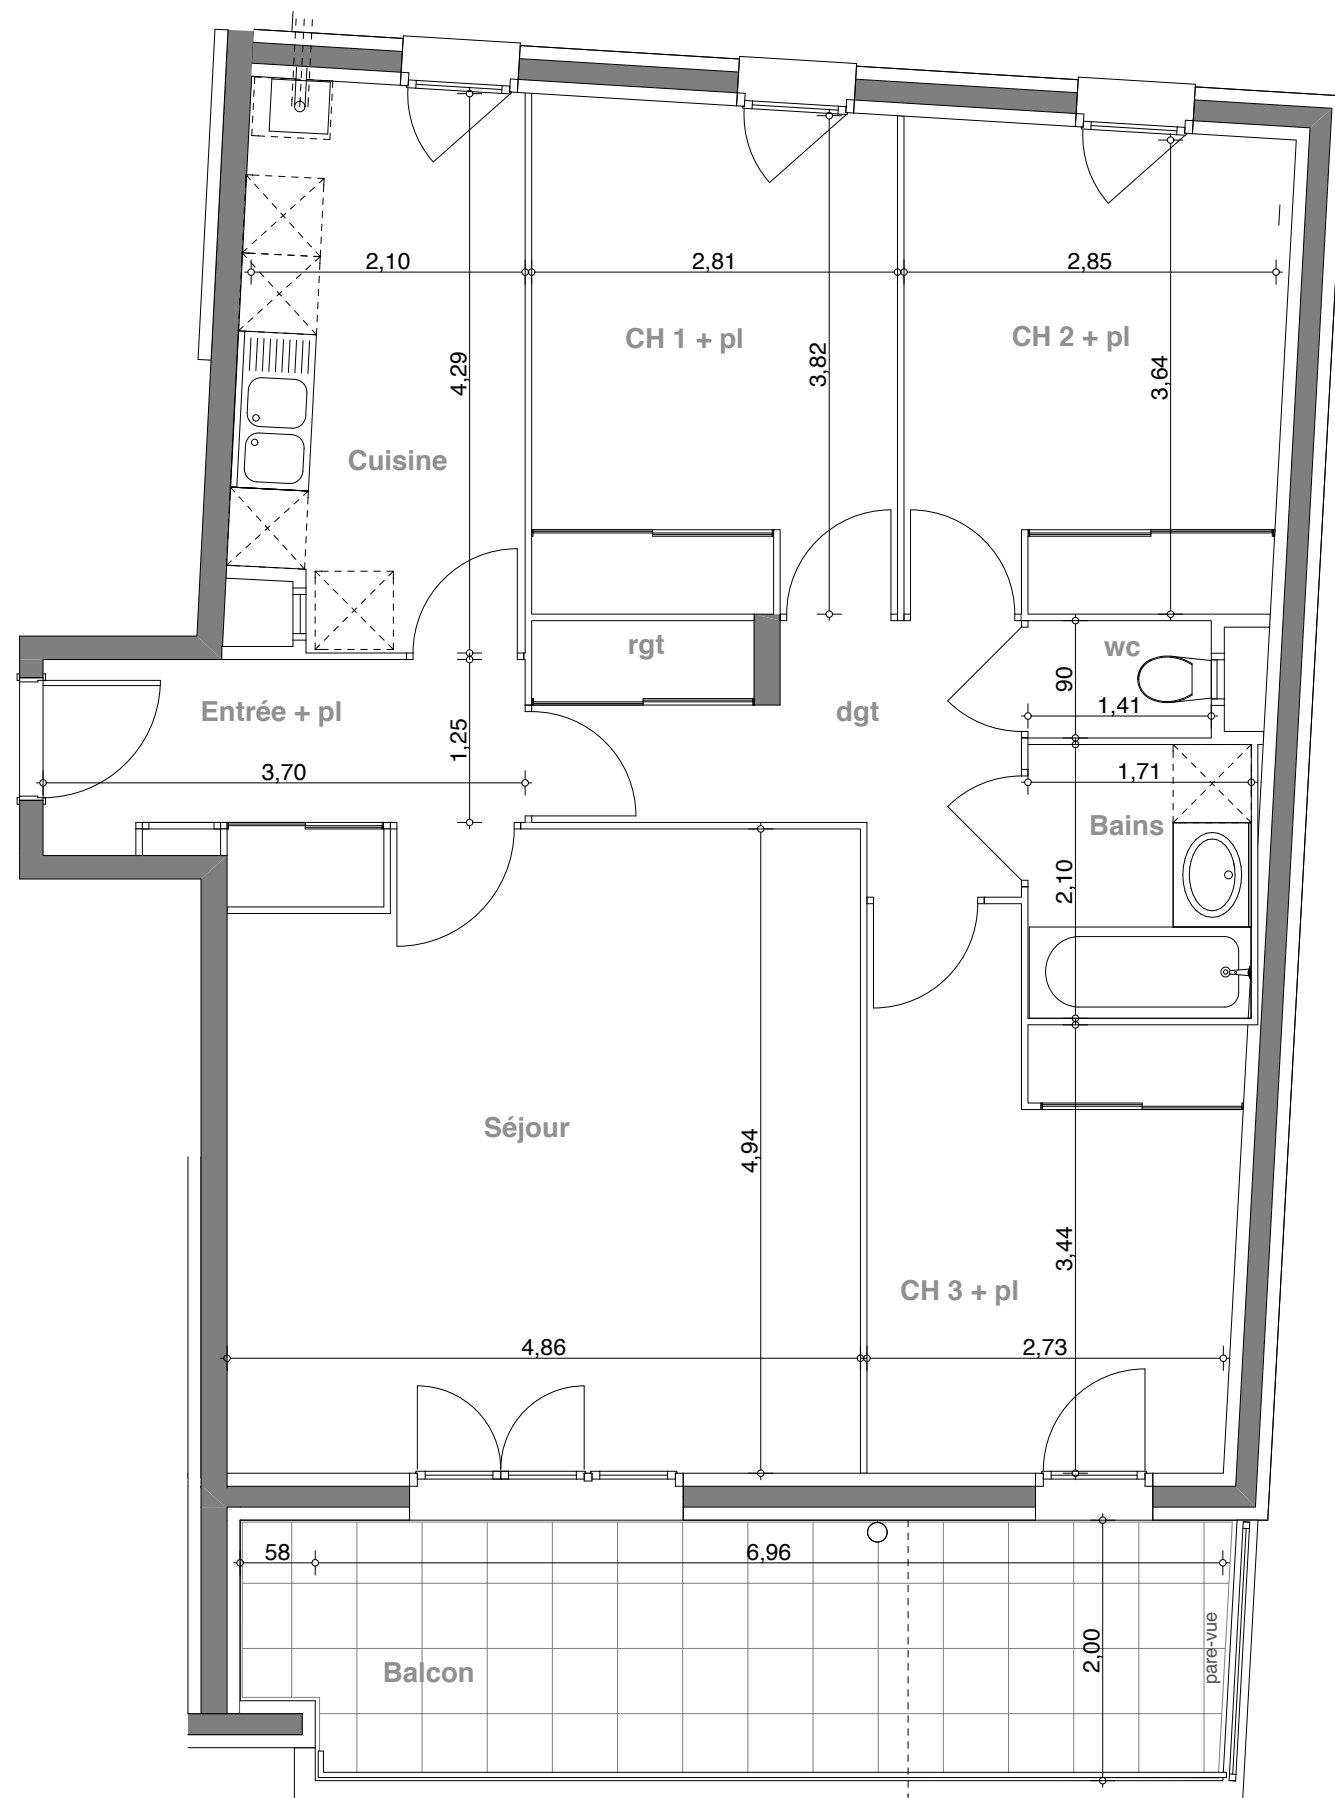 2,10
2,81
2,85
CH 1 + pl
CH 2 + pl
4,29
3,82
3,64
Cuisine
rgt
wc
90
1,41
Entrée + pl
dgt
1,25
3,70
1,71
Bains
2,10
Séjour
4,94
3,44
CH 3 + pl
4,86
2,73
58
6,96
2,00
pare-vue
Balcon